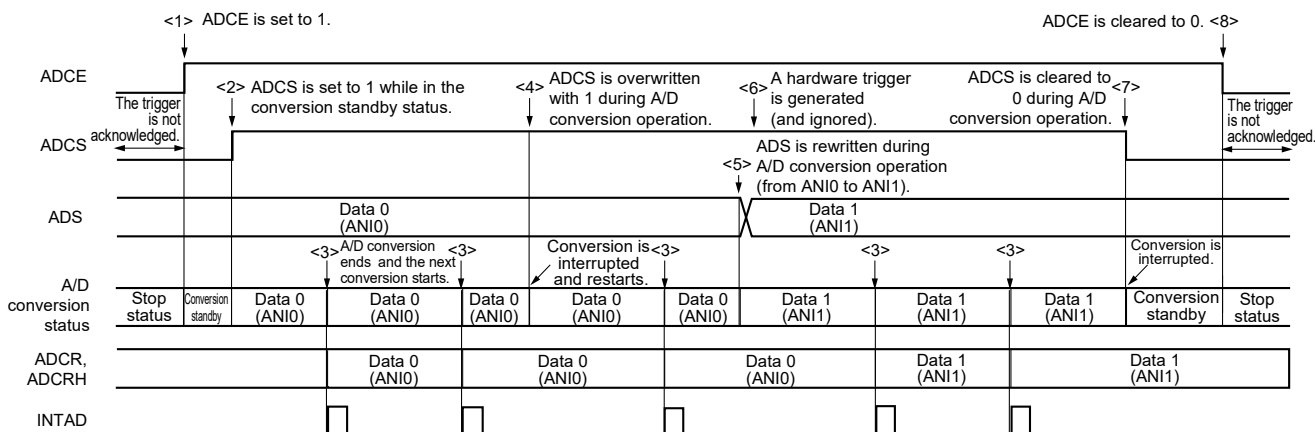 <1> ADCE is set to 1.
ADCE is cleared to 0. <8>
ADCE
The trigger
is not
acknowledged.
<2> ADCS is set to 1 while in the
conversion standby status.
<4> ADCS is overwritten
with 1 during A/D
conversion operation.
<6> A hardware trigger
is generated
(and ignored).
ADCS is cleared to <7>
0 during A/D
conversion operation.
The trigger
is not
acknowledged.
ADCS
<5> ADS is rewritten during
A/D conversion operation
(from ANI0 to ANI1).
ADS
Data 0
(ANI0)
Data 1
(ANI1)
<3> A/D conversion
ends and the next
conversion starts.
<3>
Conversion is
interrupted
and restarts.
<3>
<3>
<3>
Conversion is
interrupted.
A/D
conversion
status
Stop
status
Conversion
standby
Data 0
(ANI0)
Data 0
(ANI0)
Data 0
(ANI0)
Data 0
(ANI0)
Data 0
(ANI0)
Data 1
(ANI1)
Data 1
(ANI1)
Data 1
(ANI1)
Conversion
standby
Stop
status
ADCR,
ADCRH
Data 0
(ANI0)
Data 0
(ANI0)
Data 0
(ANI0)
Data 1
(ANI1)
Data 1
(ANI1)
INTAD